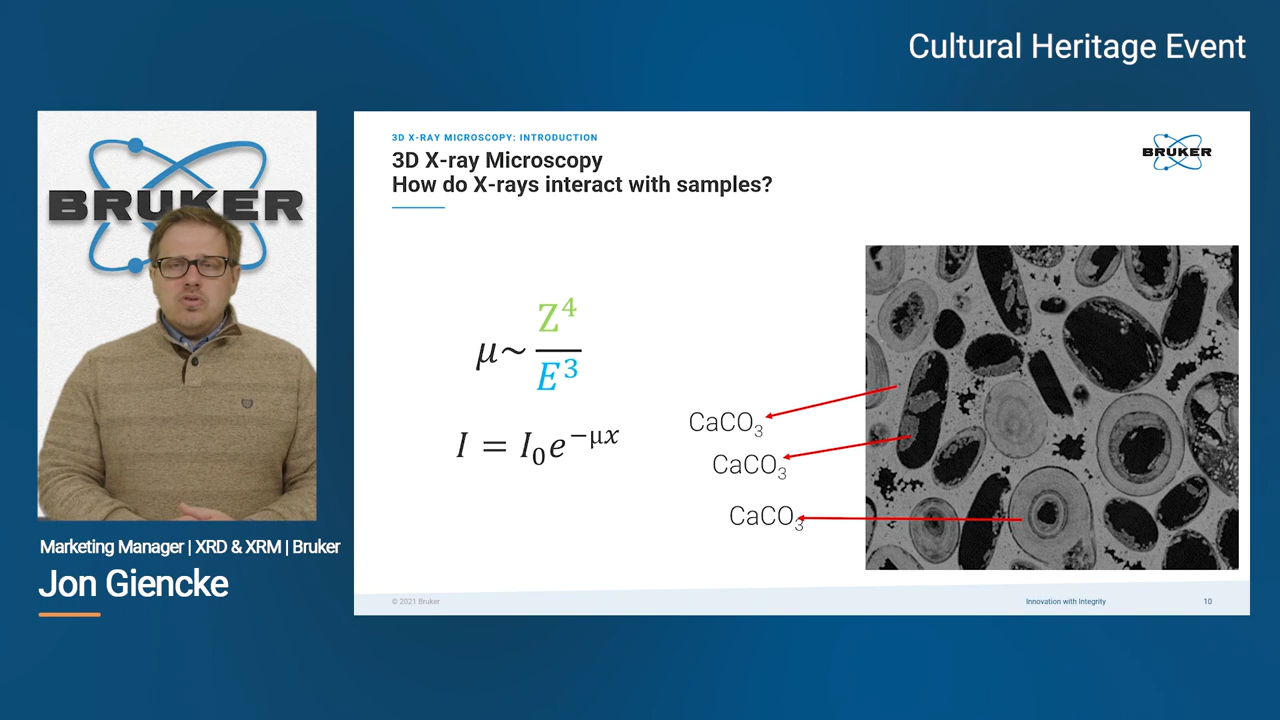 Cultural Heritage Event
BRUKER
Marketing Manager | XRD & XRM | Bruker
Jon Giencke
3D X-RAY MICROSCOPY: INTRODUCTION
3D X-ray Microscopy
How do X-rays interact with samples?
BRUKER
μ~ Z⁴/E³
I = I₀e^−μx
CaCO₃
CaCO₃
CaCO₃
© 2021 Bruker
Innovation with Integrity
10